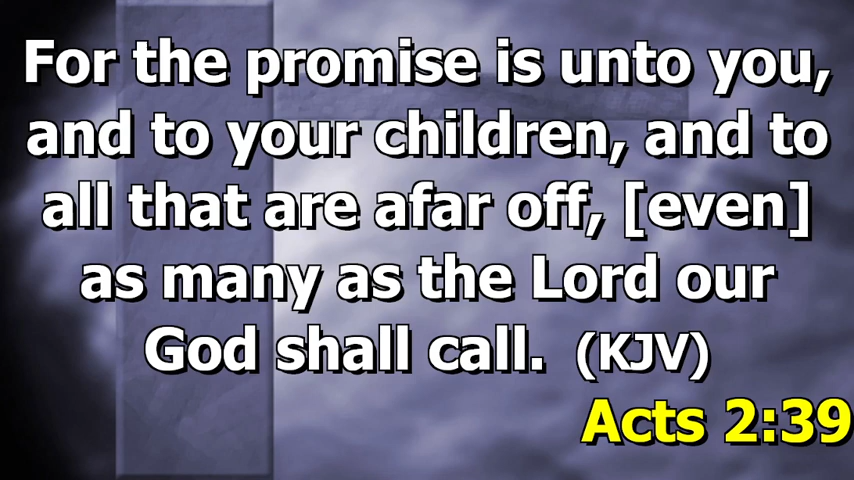 For the promise is unto you,
and to your children, and to
all that are afar off, [even]
as many as the Lord our
God shall call. (KJV)
Acts 2:39